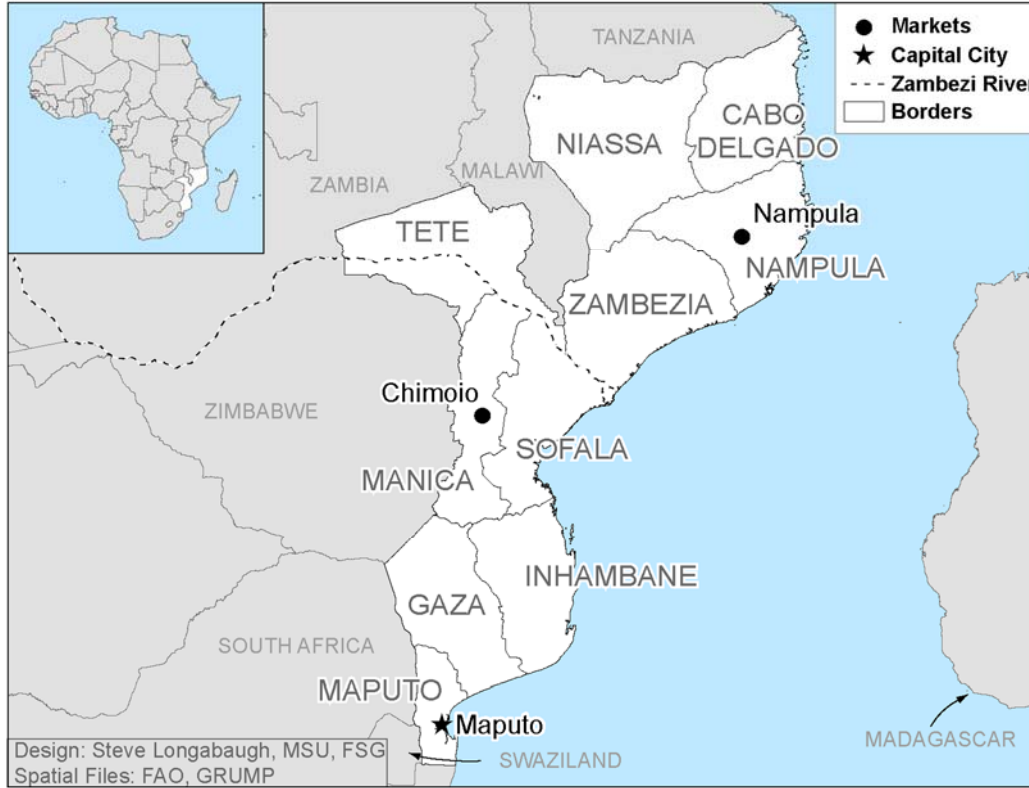 Markets
Capital City
Zambezi River
Borders
TANZANIA
CABO
DELGADO
NIASSA
MALAWI
ZAMBIA
Nampula
TETE
NAMPULA
ZAMBEZIA
Chimoio
ZIMBABWE
SOFALA
MANICA
INHAMBANE
GAZA
SOUTH AFRICA
MAPUTO
Maputo
MADAGASCAR
SWAZILAND
Design: Steve Longabaugh, MSU, FSG
Spatial Files: FAO, GRUMP